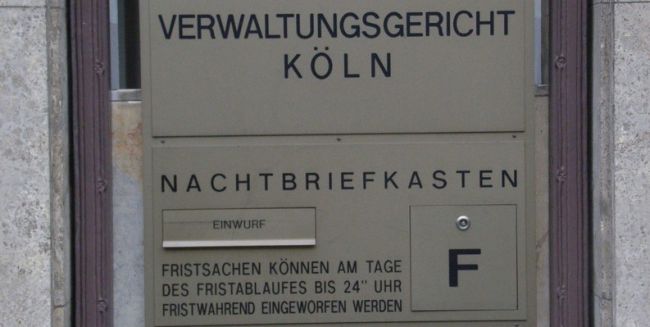 VERWALTUNGSGERICHT
KÖLN
NACHTBRIEFKASTEN
EINWURF
FRISTSACHEN KÖNNEN AM TAGE
DES FRISTABLAUFES BIS 24°° UHR
FRISTWAHREND EINGEWORFEN WERDEN
F